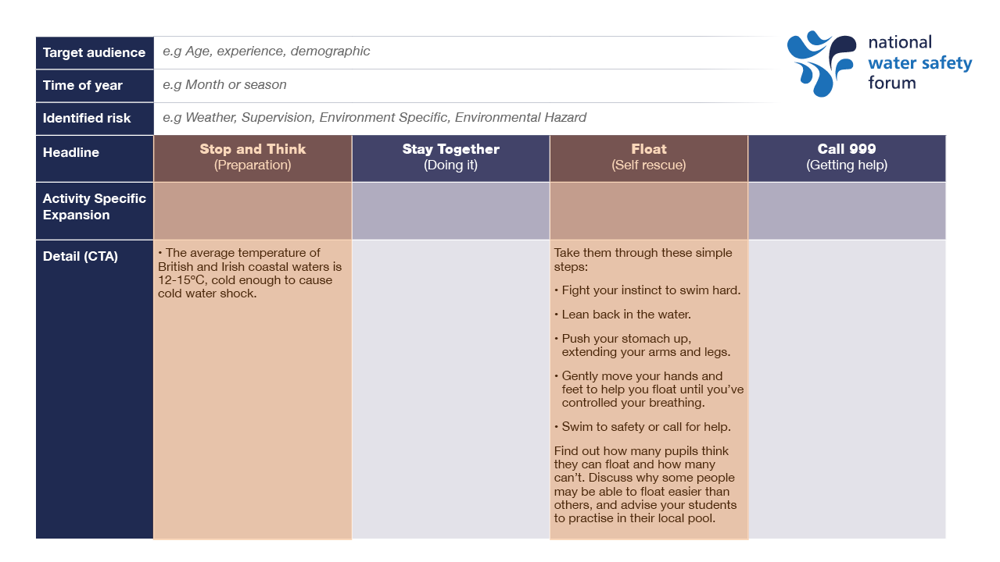 Target audience
e.g Age, experience, demographic
Time of year
e.g Month or season
Identified risk
e.g Weather, Supervision, Environment Specific, Environmental Hazard
national
water safety
forum
Headline
Stop and Think
(Preparation)
Stay Together
(Doing it)
Float
(Self rescue)
Call 999
(Getting help)
Activity Specific
Expansion
Detail (CTA)
• The average temperature of
British and Irish coastal waters is
12-15ºC, cold enough to cause
cold water shock.
Take them through these simple
steps:
• Fight your instinct to swim hard.
• Lean back in the water.
• Push your stomach up,
extending your arms and legs.
• Gently move your hands and
feet to help you float until you’ve
controlled your breathing.
• Swim to safety or call for help.
Find out how many pupils think
they can float and how many
can’t. Discuss why some people
may be able to float easier than
others, and advise your students
to practise in their local pool.